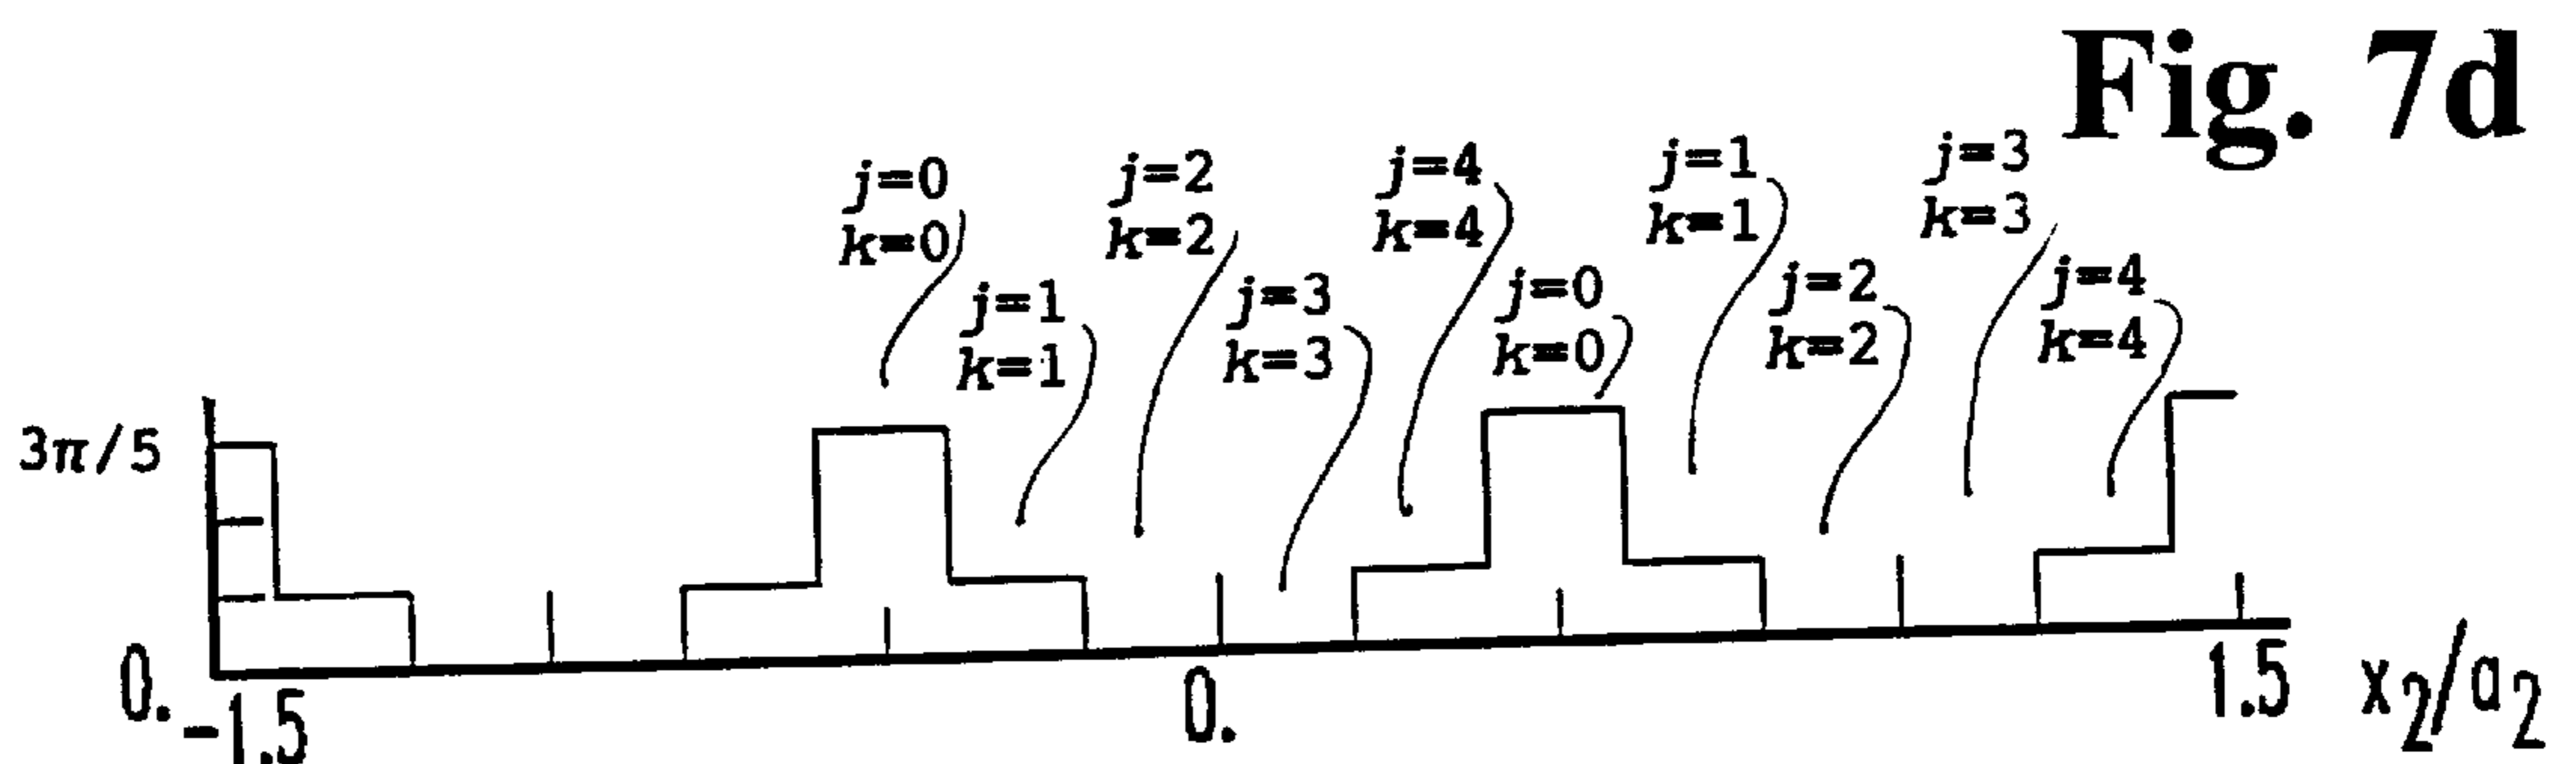 Fig. 7d
j=0
k=0
j=2
k=2
j=4
k=4
j=1
k=1
j=3
k=3
j=1
k=1
j=3
k=3
j=0
k=0
j=2
k=2
j=4
k=4
3π/5
0.
-1.5
0.
1.5
x₂/a₂